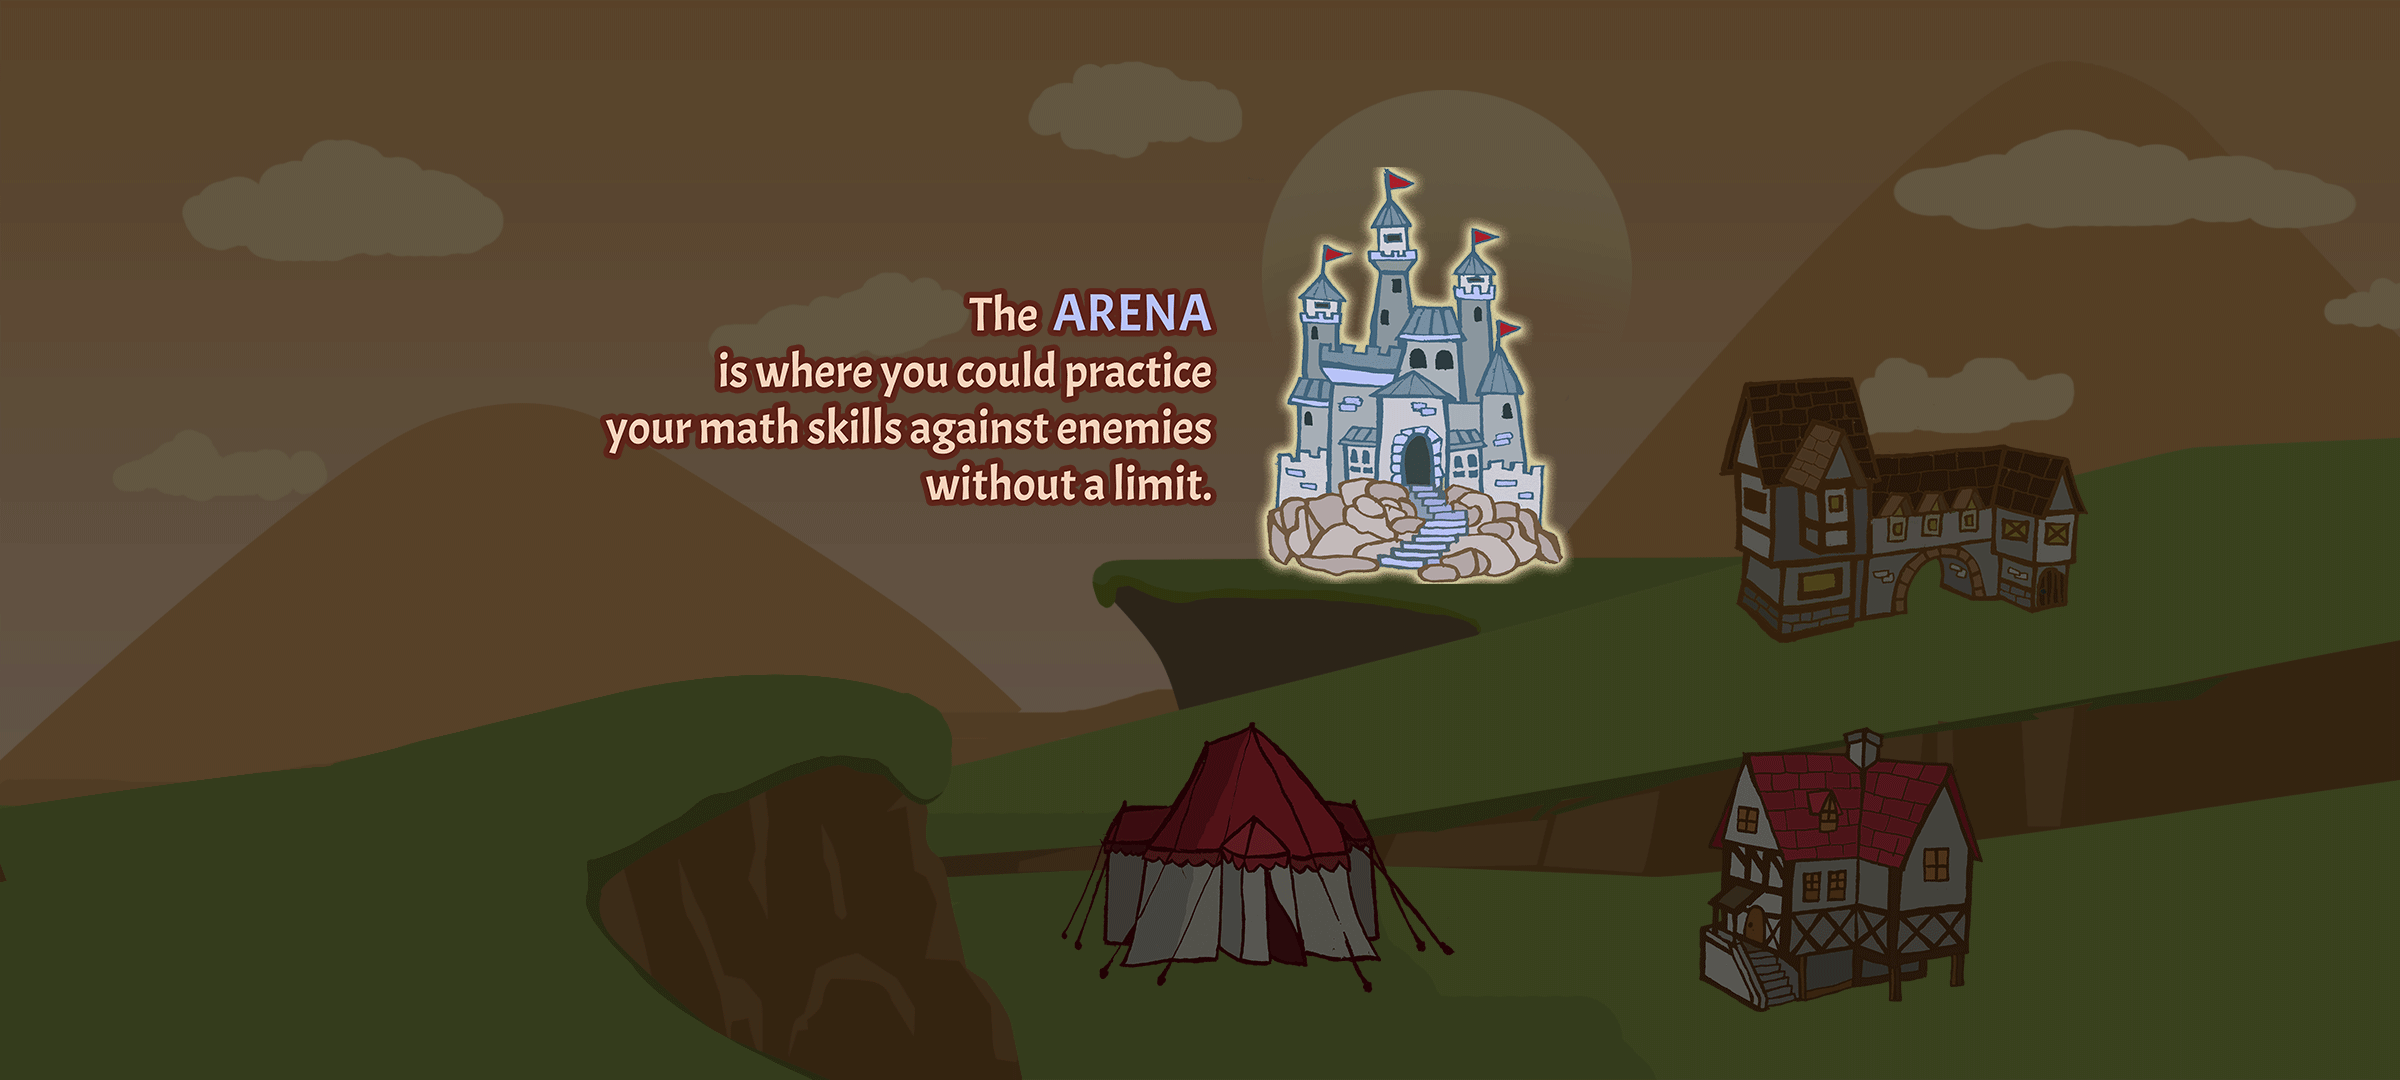 The ARENA
is where you could practice
your math skills against enemies
without a limit.